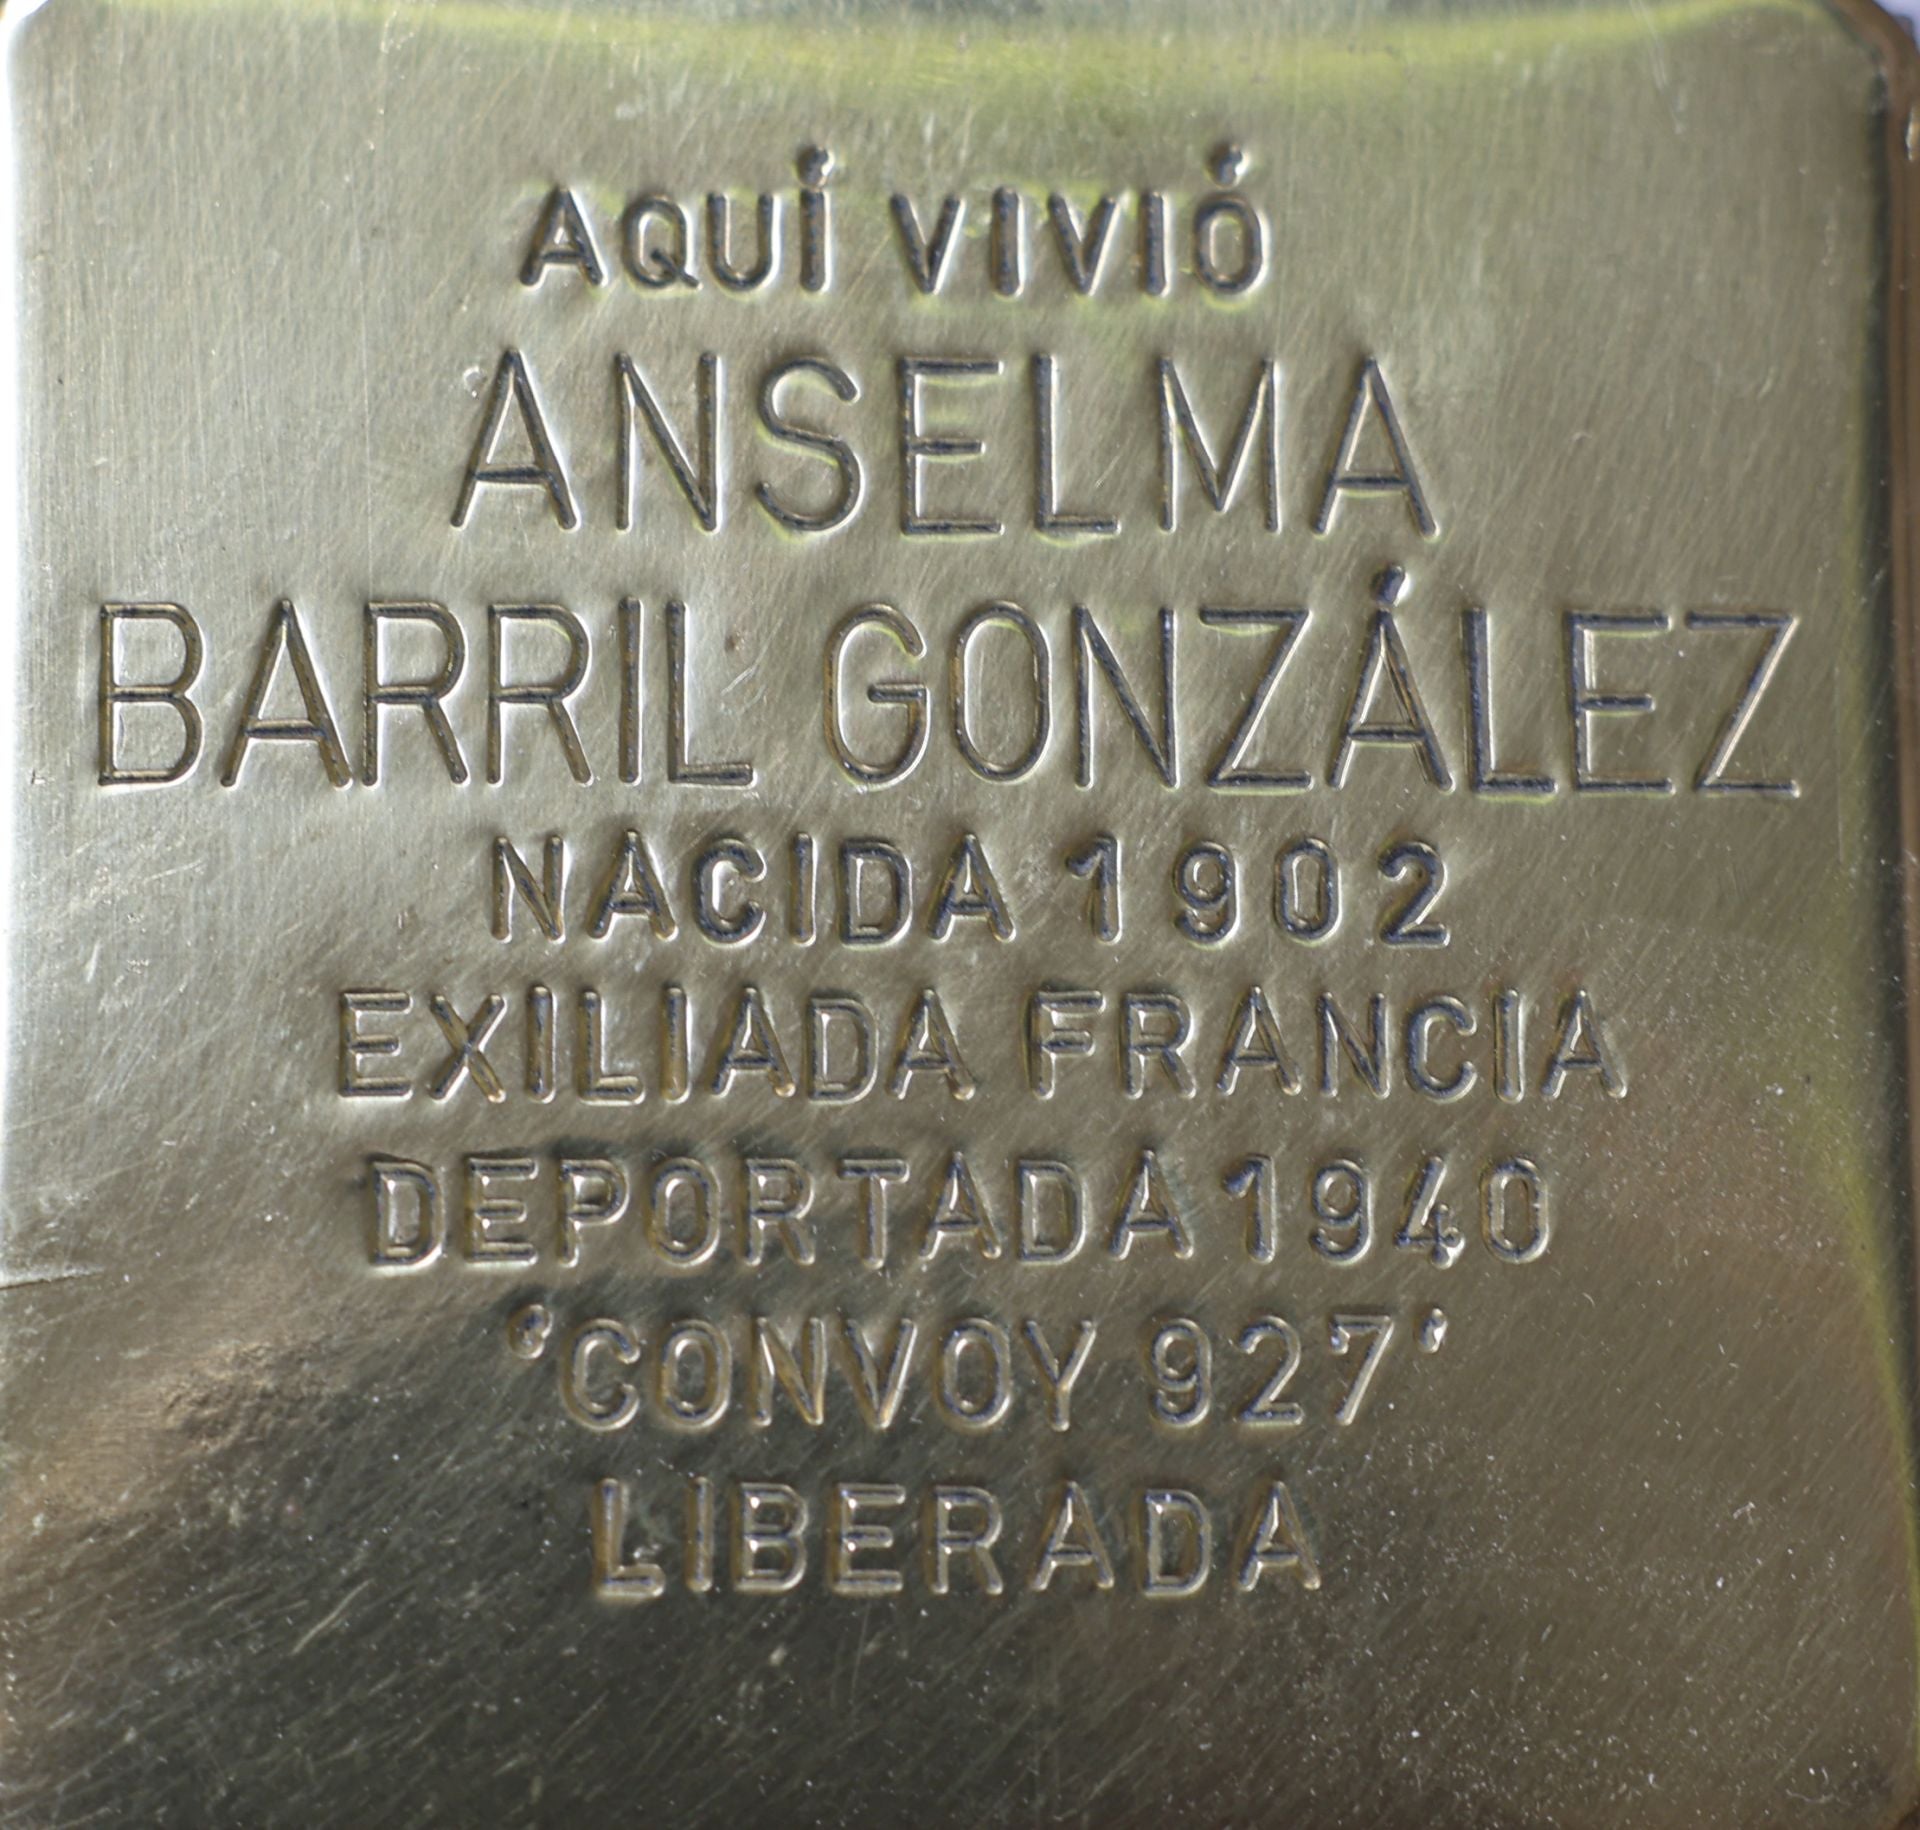 AQUÍ VIVIÓ
ANSELMA
BARRIL GONZÁLEZ
NACIDA 1902
EXILIADA FRANCIA
DEPORTADA 1940
'CONVOY 927'
LIBERADA